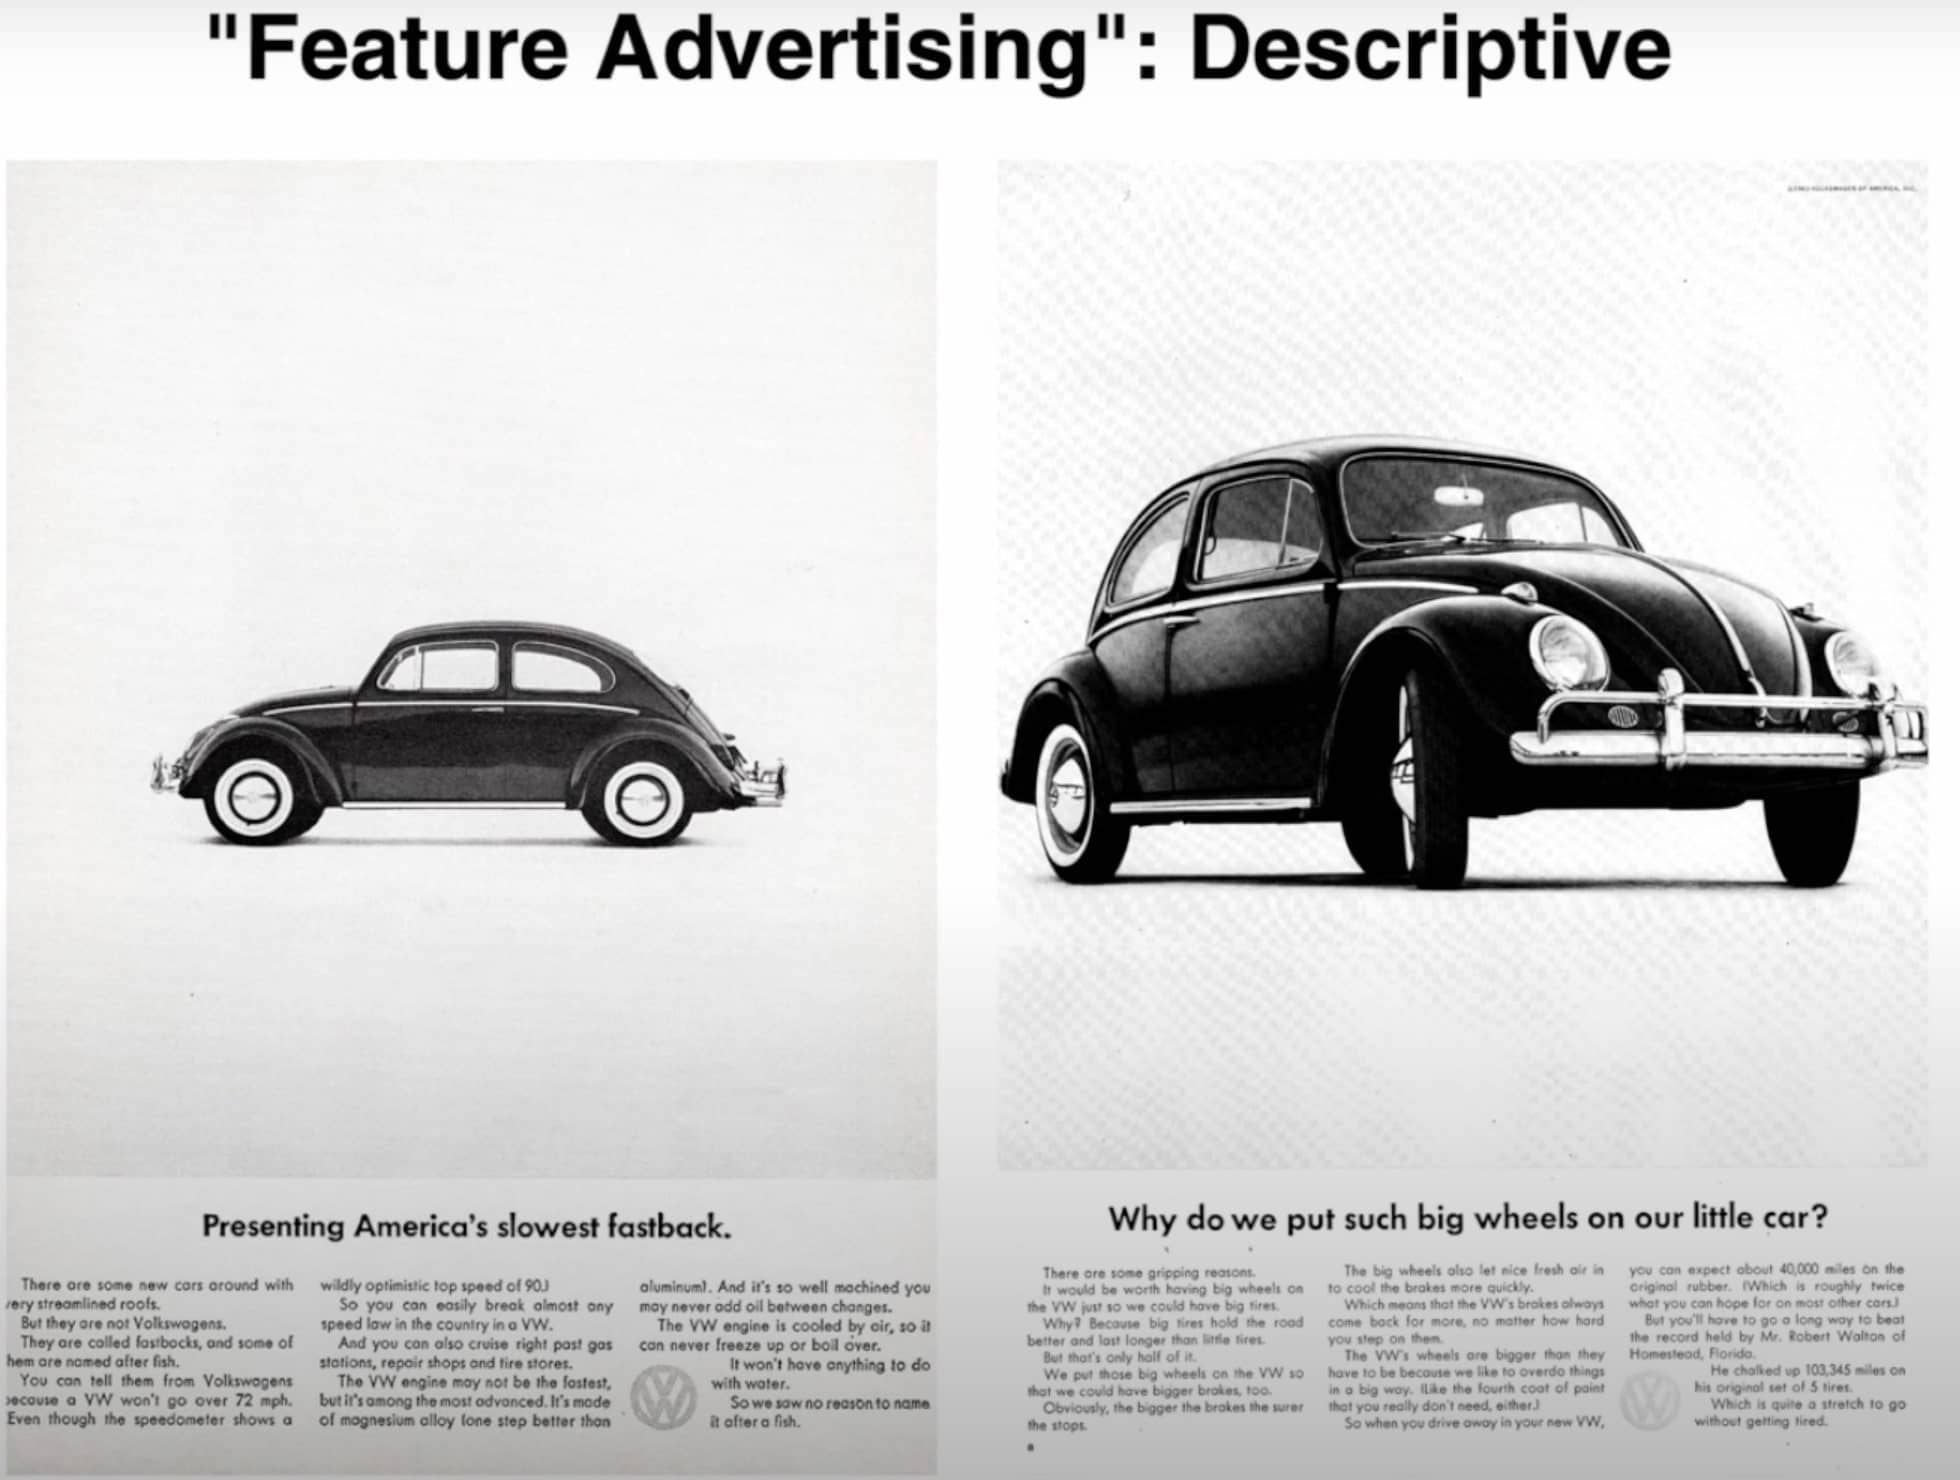 "Feature Advertising": Descriptive
Presenting America's slowest fastback.
There are some new cars around with
very streamlined roofs.
But they are not Volkswagens.
They are called fastbacks, and some of
hem are named after fish.
You can tell them from Volkswagens
because a VW won't go over 72 mph.
Even though the speedometer shows a
wildly optimistic top speed of 90.)
So you can easily break almost any
speed law in the country in a VW.
And you can also cruise right past gas
stations, repair shops and tire stores.
The VW engine may not be the fastest,
but it's among the most advanced. It's made
of magnesium alloy (one step better than
aluminum). And it's so well machined you
may never add oil between changes.
The VW engine is cooled by air, so it
can never freeze up or boil over.
It won't have anything to do
with water.
So we saw no reason to name
it after a fish.
VOLKSWAGEN OF AMERICA, INC.
Why do we put such big wheels on our little car?
There are some gripping reasons.
It would be worth having big wheels on
the VW just so we could have big tires.
Why? Because big tires hold the road
better and last longer than little tires.
But that's only half of it.
We put those big wheels on the VW so
that we could have bigger brakes, too.
Obviously, the bigger the brakes the surer
the stops.
The big wheels also let nice fresh air in
to cool the brakes more quickly.
Which means that the VW's brakes always
come back for more, no matter how hard
you step on them.
The VW's wheels are bigger than they
have to be because we like to overdo things
in a big way. (Like the fourth coat of paint
that you really don't need, either.)
So when you drive away in your new VW,
you can expect about 40,000 miles on the
original rubber. (Which is roughly twice
what you can hope for on most other cars.)
But you'll have to go a long way to beat
the record held by Mr. Robert Walton of
Homestead, Florida.
He chalked up 103,345 miles on
his original set of 5 tires.
Which is quite a stretch to go
without getting tired.